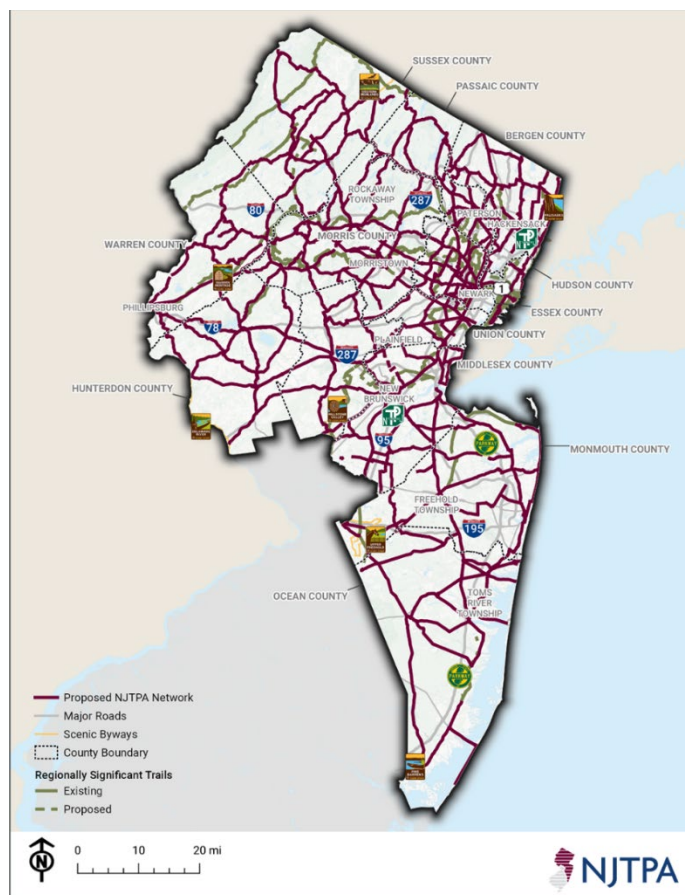 SUSSEX COUNTY
PASSAIC COUNTY
BERGEN COUNTY
ROCKAWAY
TOWNSHIP
287
PATERSON
HACKENSACK
80
MORRIS COUNTY
WARREN COUNTY
MORRISTOWN
HUDSON COUNTY
NEWARK
1
ESSEX COUNTY
PHILLIPSBURG
78
UNION COUNTY
PLAINFIELD
287
MIDDLESEX COUNTY
HUNTERDON COUNTY
NEW
BRUNSWICK
95
MONMOUTH COUNTY
FREEHOLD
TOWNSHIP
195
OCEAN COUNTY
TOMS
RIVER
TOWNSHIP
PARKWAY
Proposed NJTPA Network
Major Roads
Scenic Byways
County Boundary
Regionally Significant Trails
Existing
Proposed
N
0 10 20 mi
NJTPA